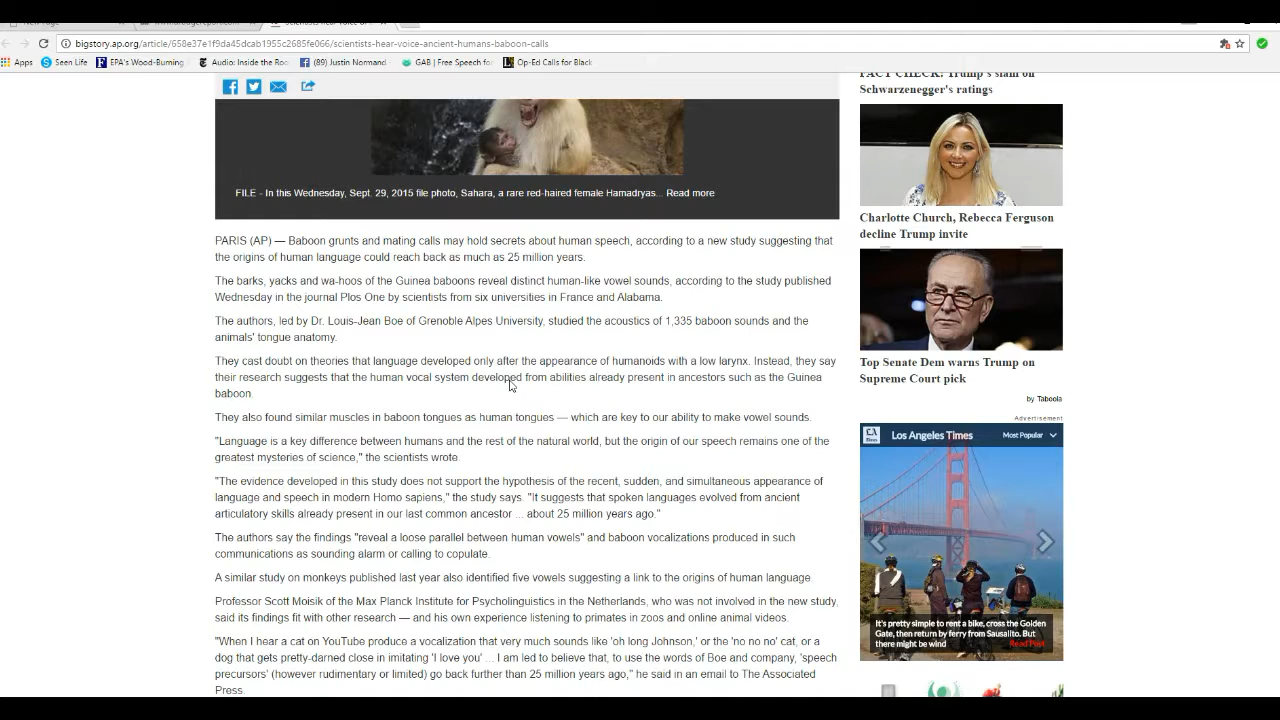 bigstory.ap.org/article/658e37e1f9da45dcab1955c2685fe066/scientists-hear-voice-ancient-humans-baboon-calls
Apps Seen Life EPA's Wood-Burning Audio: Inside the Roo (89) Justin Normand GAB | Free Speech fo Op-Ed Calls for Black
FILE - In this Wednesday, Sept. 29, 2015 file photo, Sahara, a rare red-haired female Hamadryas... Read more
PARIS (AP) — Baboon grunts and mating calls may hold secrets about human speech, according to a new study suggesting that
the origins of human language could reach back as much as 25 million years.
The barks, yacks and wa-hoos of the Guinea baboons reveal distinct human-like vowel sounds, according to the study published
Wednesday in the journal Plos One by scientists from six universities in France and Alabama.
The authors, led by Dr. Louis-Jean Boe of Grenoble Alpes University, studied the acoustics of 1,335 baboon sounds and the
animals' tongue anatomy.
They cast doubt on theories that language developed only after the appearance of humanoids with a low larynx. Instead, they say
their research suggests that the human vocal system developed from abilities already present in ancestors such as the Guinea
baboon.
They also found similar muscles in baboon tongues as human tongues — which are key to our ability to make vowel sounds.
"Language is a key difference between humans and the rest of the natural world, but the origin of our speech remains one of the
greatest mysteries of science," the scientists wrote.
"The evidence developed in this study does not support the hypothesis of the recent, sudden, and simultaneous appearance of
language and speech in modern Homo sapiens," the study says. "It suggests that spoken languages evolved from ancient
articulatory skills already present in our last common ancestor ... about 25 million years ago."
The authors say the findings "reveal a loose parallel between human vowels" and baboon vocalizations produced in such
communications as sounding alarm or calling to copulate.
A similar study on monkeys published last year also identified five vowels suggesting a link to the origins of human language
Professor Scott Moisik of the Max Planck Institute for Psycholinguistics in the Netherlands, who was not involved in the new study,
said its findings fit with other research — and his own experience listening to primates in zoos and online animal videos.
"When I hear a cat on YouTube produce a vocalization that very much sounds like 'oh long Johnson,' or the 'no no no' cat, or a
dog that gets pretty-darned close in imitating 'I love you' ... I am led to believe that, to use the words of Boe and company, 'speech
precursors' (however rudimentary or limited) go back further than 25 million years ago," he said in an email to The Associated
Press.
FACT CHECK: Trump's slam on
Schwarzenegger's ratings
Charlotte Church, Rebecca Ferguson
decline Trump invite
Top Senate Dem warns Trump on
Supreme Court pick
by Taboola
Advertisement
LA Times Los Angeles Times Most Popular
It's pretty simple to rent a bike, cross the Golden
Gate, then return by ferry from Sausalito. But
there might be wind Read Post